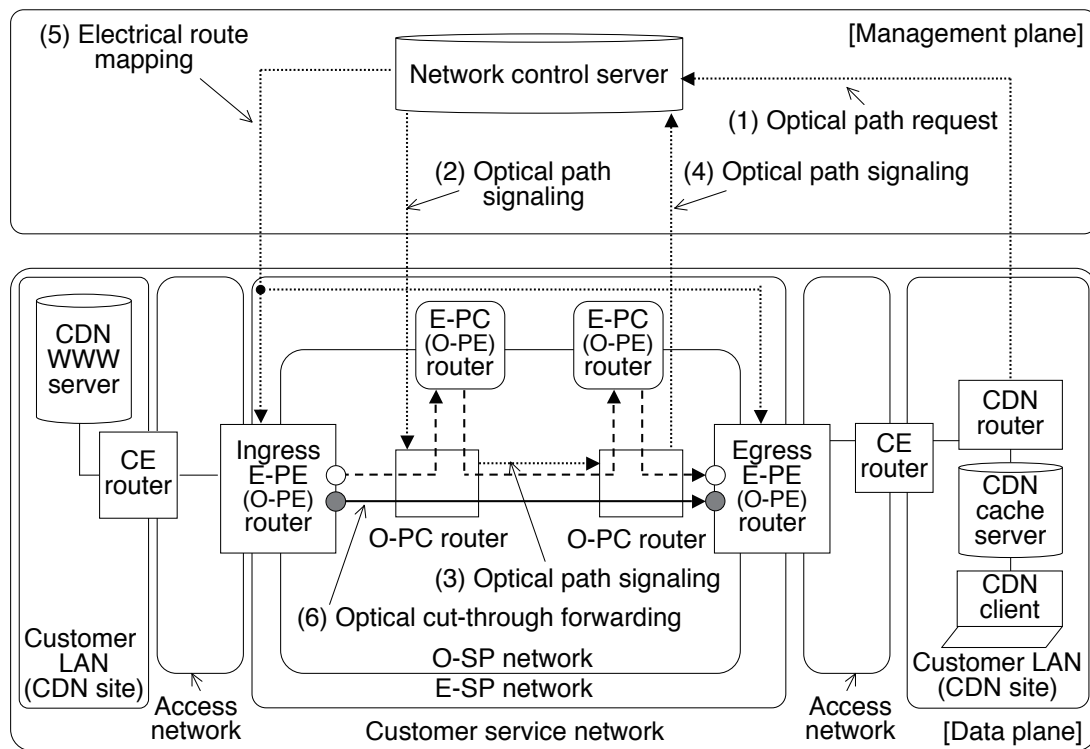 (5) Electrical route
mapping
[Management plane]
Network control server
(1) Optical path request
(2) Optical path
signaling
(4) Optical path signaling
CDN
WWW
server
CE
router
Ingress
E-PE
(O-PE)
router
E-PC
(O-PE)
router
E-PC
(O-PE)
router
Egress
E-PE
(O-PE)
router
CE
router
CDN
router
CDN
cache
server
CDN
client
O-PC router
O-PC router
(3) Optical path signaling
(6) Optical cut-through forwarding
Customer
LAN
(CDN site)
O-SP network
E-SP network
Customer LAN
(CDN site)
Access
network
Customer service network
Access
network
[Data plane]